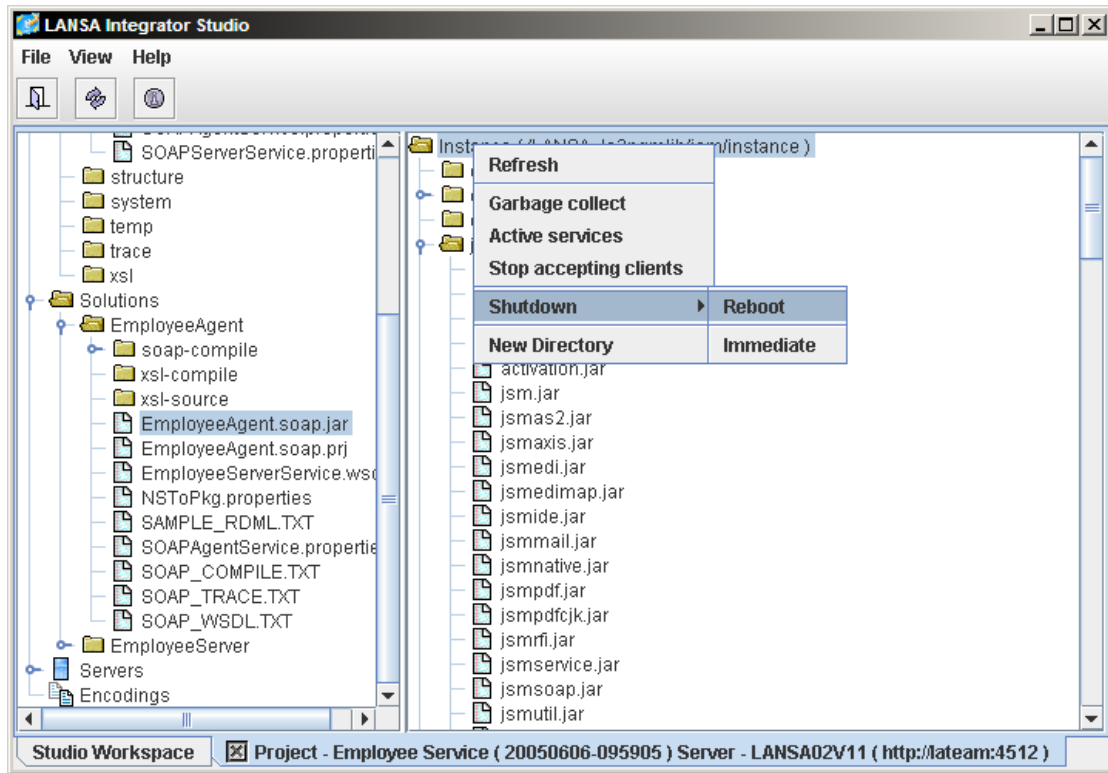 LANSA Integrator Studio
File View Help
SOAPServerService.properti
structure
system
temp
trace
xsl
Solutions
EmployeeAgent
soap-compile
xsl-compile
xsl-source
EmployeeAgent.soap.jar
EmployeeAgent.soap.prj
EmployeeServerService.wsd
NSToPkg.properties
SAMPLE_RDML.TXT
SOAPAgentService.propertie
SOAP_COMPILE.TXT
SOAP_TRACE.TXT
SOAP_WSDL.TXT
EmployeeServer
Servers
Encodings
m/instance )
Refresh
Garbage collect
Active services
Stop accepting clients
Shutdown
Reboot
New Directory
Immediate
activation.jar
jsm.jar
jsmas2.jar
jsmaxis.jar
jsmedi.jar
jsmedimap.jar
jsmide.jar
jsmmail.jar
jsmnative.jar
jsmpdf.jar
jsmpdfcjk.jar
jsmrfi.jar
jsmservice.jar
jsmsoap.jar
jsmutil.jar
Studio Workspace
Project - Employee Service ( 20050606-095905 ) Server - LANSA02V11 ( http://lateam:4512 )